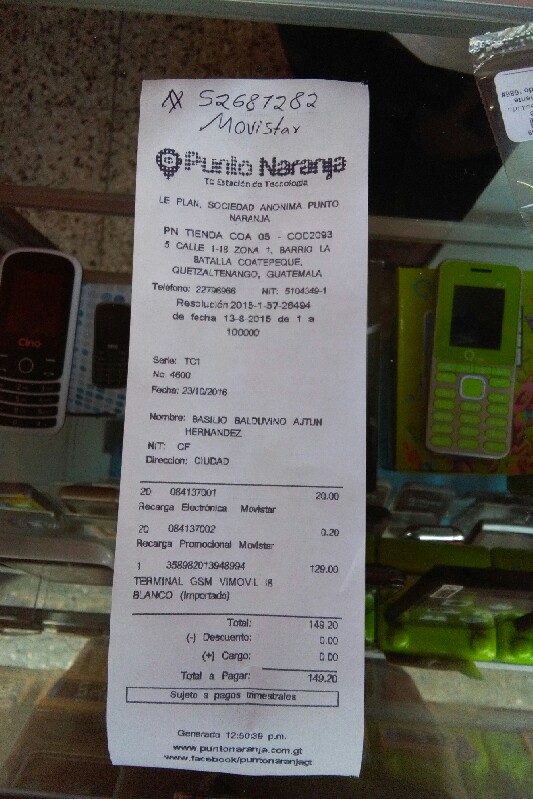 N 52687282
Movistar
Punto Naranja
Tu Estación de Tecnología
LE PLAN, SOCIEDAD ANONIMA PUNTO
NARANJA
PN TIENDA COA 05 - COD2093
5 CALLE 1-18 ZONA 1, BARRIO LA
BATALLA COATEPEQUE,
QUETZALTENANGO, GUATEMALA
Teléfono: 22796966 NIT: 5104349-1
Resolución 2015-1-57-26494
de fecha 13-8-2015 de 1 a
100000
Serie: TC1
No. 4600
Fecha: 23/10/2016
Nombre: BASILIO BALDUVINO AJTUN
HERNANDEZ
NIT: CF
Direccion: CIUDAD
20 084137001 20.00
Recarga Electrónica Movistar
20 084137002 0.20
Recarga Promocional Movistar
1 358982013948994 129.00
TERMINAL GSM VIMOVIL i8
BLANCO (Importado)
Total: 149.20
(-) Descuento: 0.00
(+) Cargo: 0.00
Total a Pagar: 149.20
Sujeto a pagos trimestrales
Generada 12:50:39 p.m.
www.puntonaranja.com.gt
www.facebook/puntonaranjagt
Cino